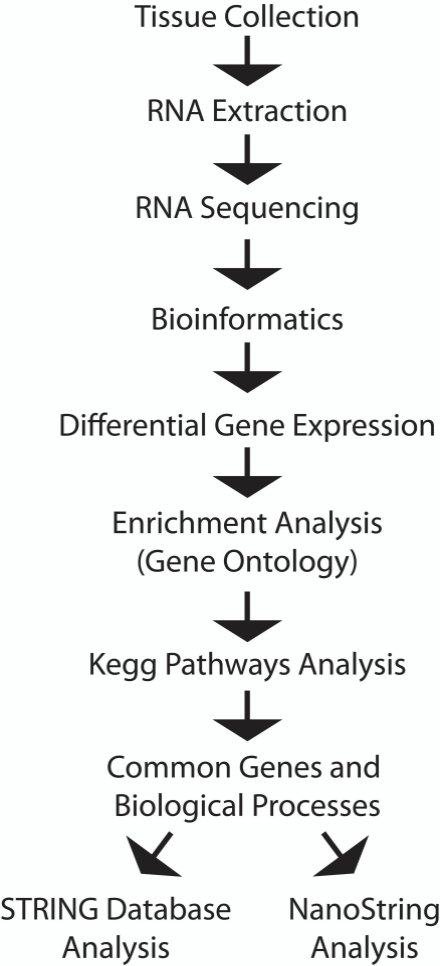 Tissue Collection
RNA Extraction
RNA Sequencing
Bioinformatics
Differential Gene Expression
Enrichment Analysis
(Gene Ontology)
Kegg Pathways Analysis
Common Genes and
Biological Processes
STRING Database
Analysis
NanoString
Analysis